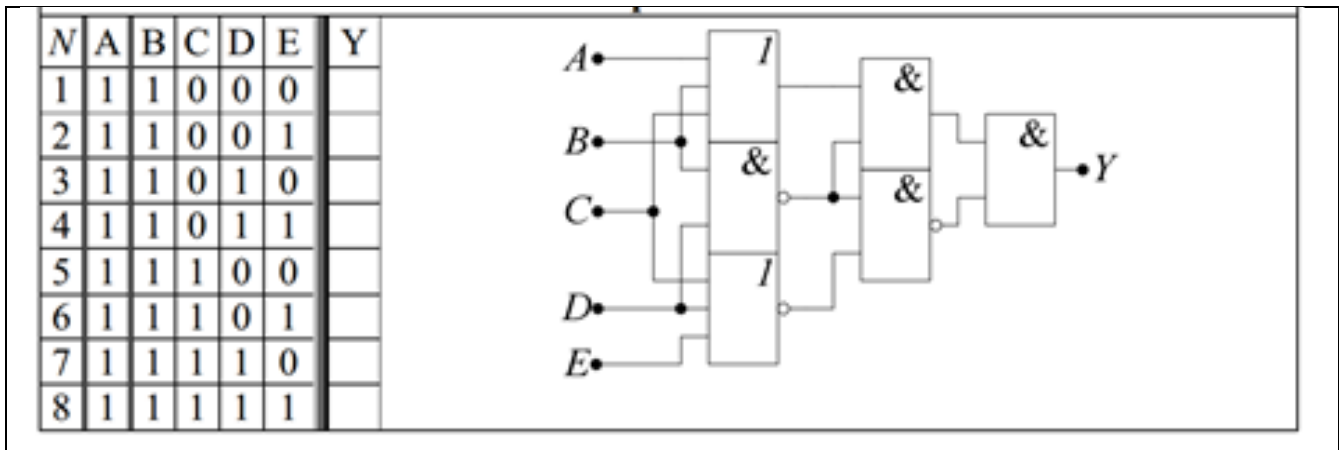 N A B C D E Y
1 1 1 0 0 0
2 1 1 0 0 1
3 1 1 0 1 0
4 1 1 0 1 1
5 1 1 1 0 0
6 1 1 1 0 1
7 1 1 1 1 0
8 1 1 1 1 1
A 1
&
B & &
Y
&
C
1
D
E